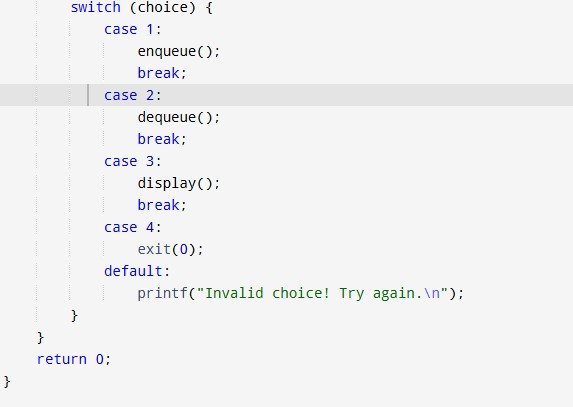 switch (choice) {
case 1:
enqueue();
break;
case 2:
dequeue();
break;
case 3:
display();
break;
case 4:
exit(0);
default:
printf("Invalid choice! Try again.\n");
}
}
return 0;
}